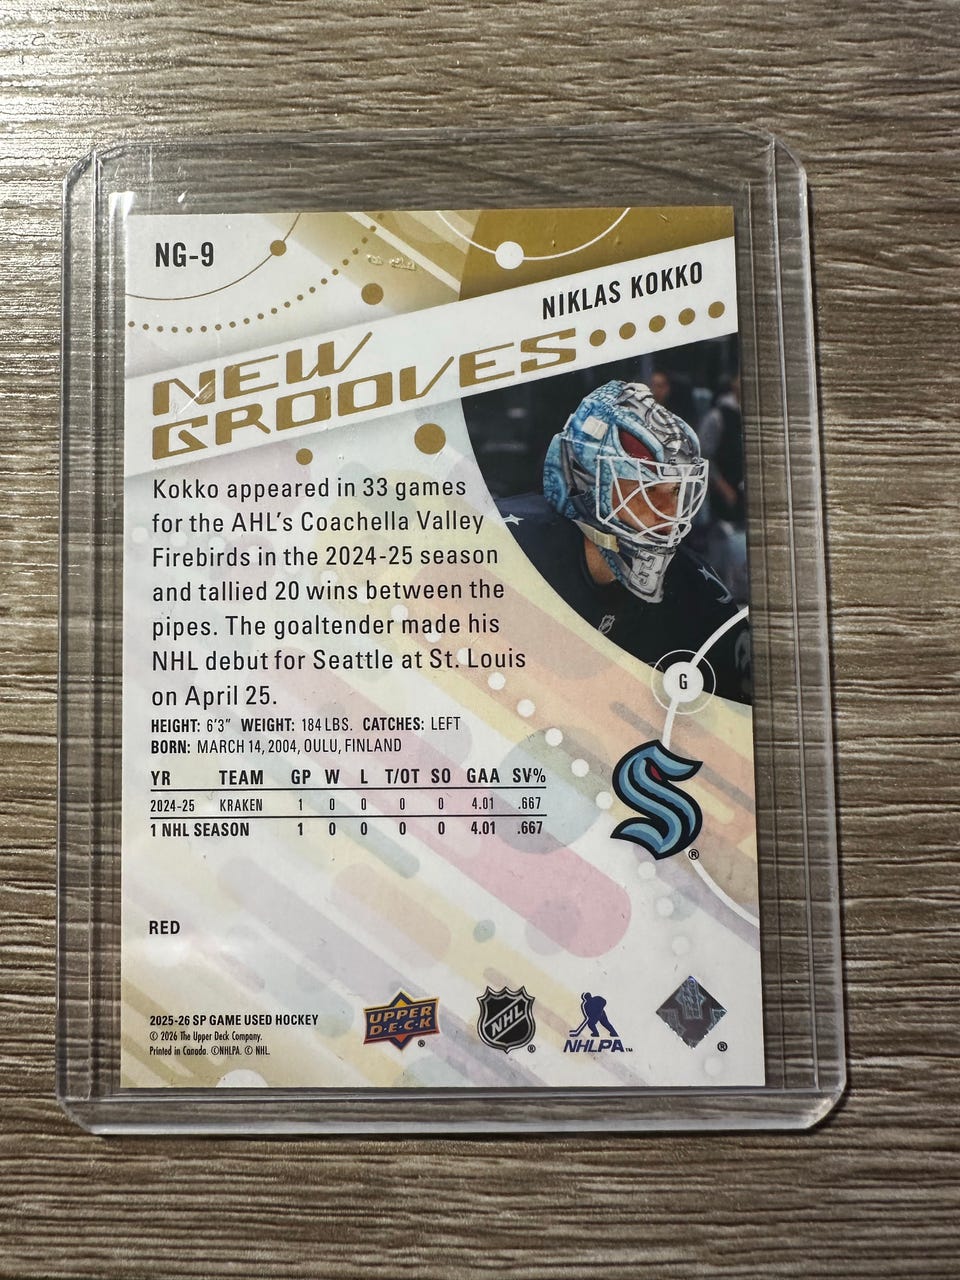 NG-9
NIKLAS KOKKO
NEW
GROOVES
Kokko appeared in 33 games
for the AHL's Coachella Valley
Firebirds in the 2024-25 season
and tallied 20 wins between the
pipes. The goaltender made his
NHL debut for Seattle at St. Louis
on April 25.
G
HEIGHT: 6'3" WEIGHT: 184 LBS. CATCHES: LEFT
BORN: MARCH 14, 2004, OULU, FINLAND
YR TEAM GP W L T/OT SO GAA SV%
2024-25 KRAKEN 1 0 0 0 0 4.01 .667
1 NHL SEASON 1 0 0 0 0 4.01 .667
®
RED
2025-26 SP GAME USED HOCKEY
© 2026 The Upper Deck Company.
Printed in Canada. ©NHLPA. © NHL.
UPPER
D·E·C·K ®
NHL ®
NHLPA™
®